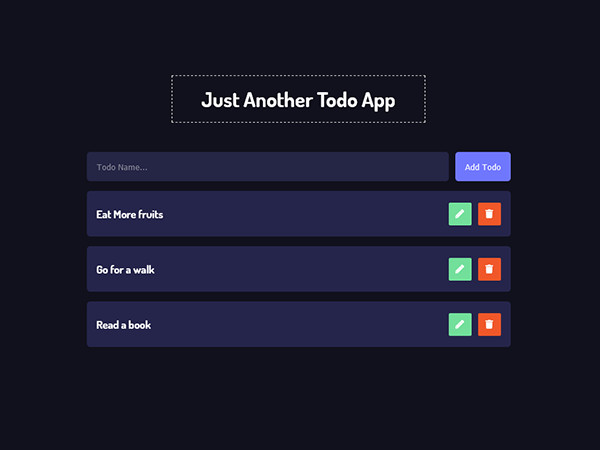 Just Another Todo App
Todo Name...
Add Todo
Eat More fruits
Go for a walk
Read a book